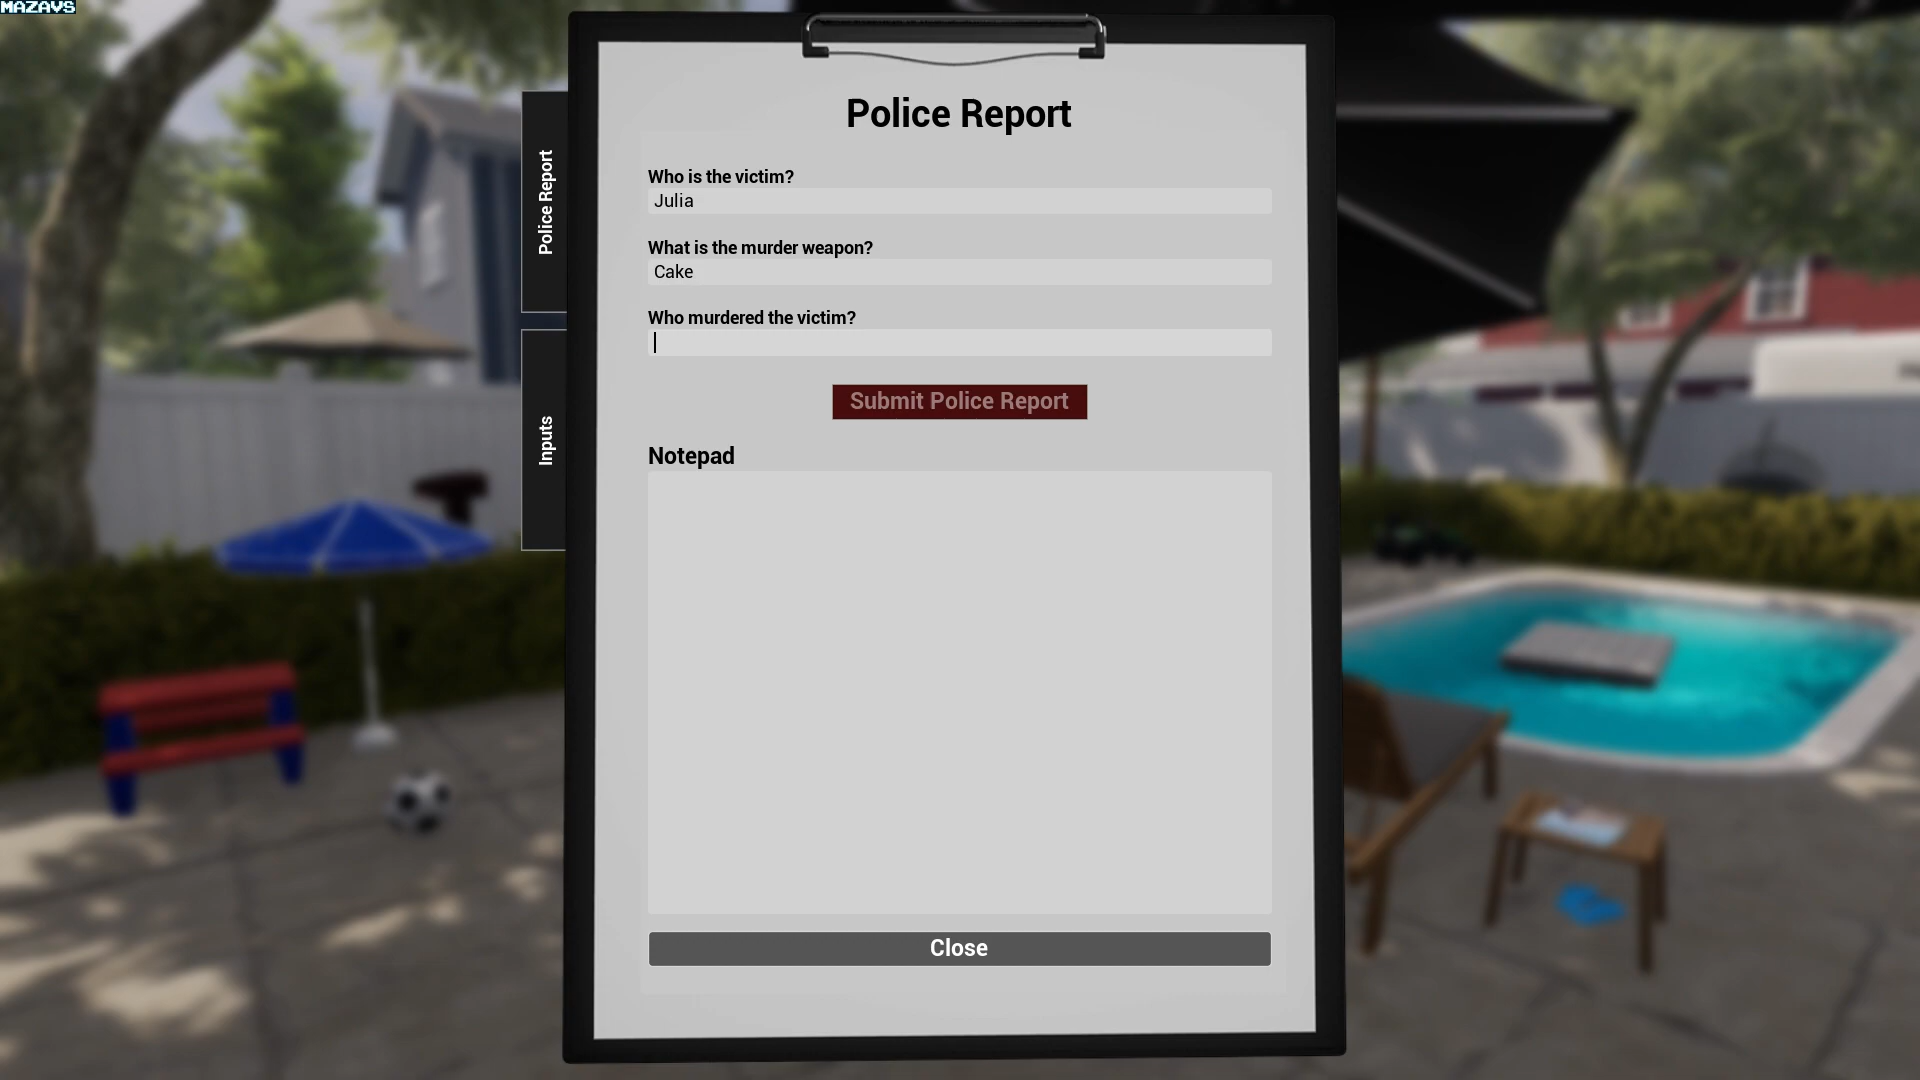 MAZAVS
Police Report
Police Report
Inputs
Who is the victim?
Julia
What is the murder weapon?
Cake
Who murdered the victim?
Submit Police Report
Notepad
Close